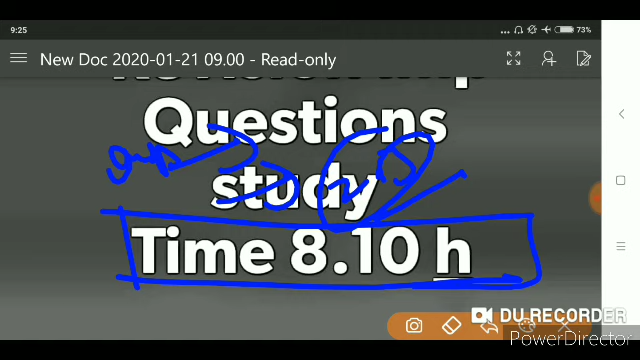 9:25
73%
New Doc 2020-01-21 09.00 - Read-only
Questions
study
Time 8.10 h
DU RECORDER
PowerDirector